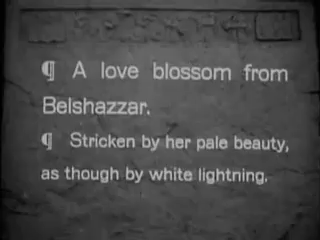 ¶ A love blossom from
Belshazzar.
¶ Stricken by her pale beauty,
as though by white lightning.